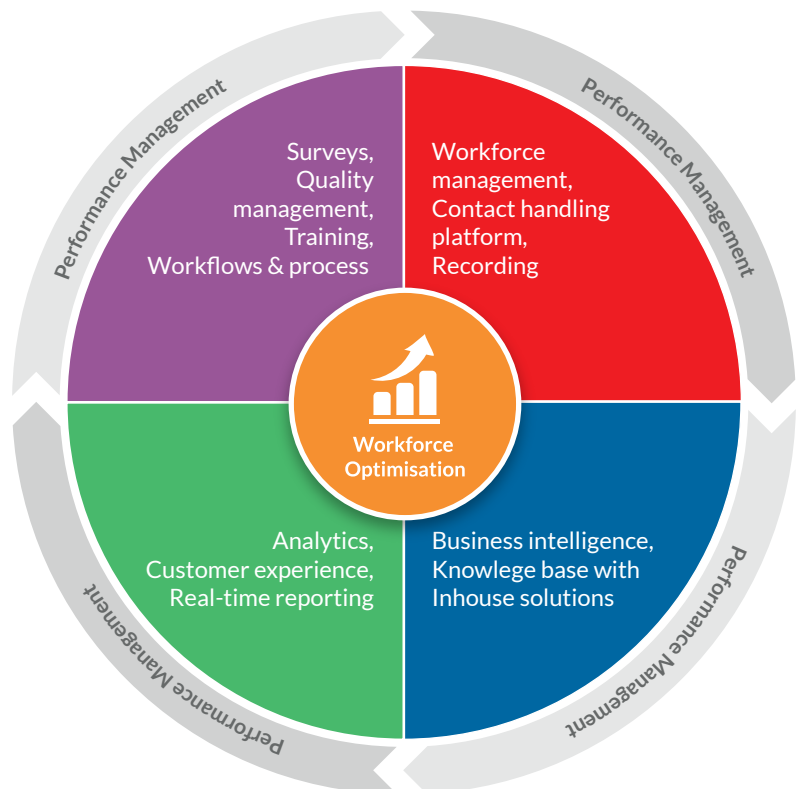 Performance Management
Performance Management
Surveys,
Quality
management,
Training,
Workflows & process
Workforce
management,
Contact handling
platform,
Recording
Workforce
Optimisation
Analytics,
Customer experience,
Real-time reporting
Business intelligence,
Knowlege base with
Inhouse solutions
Performance Management
Performance Management